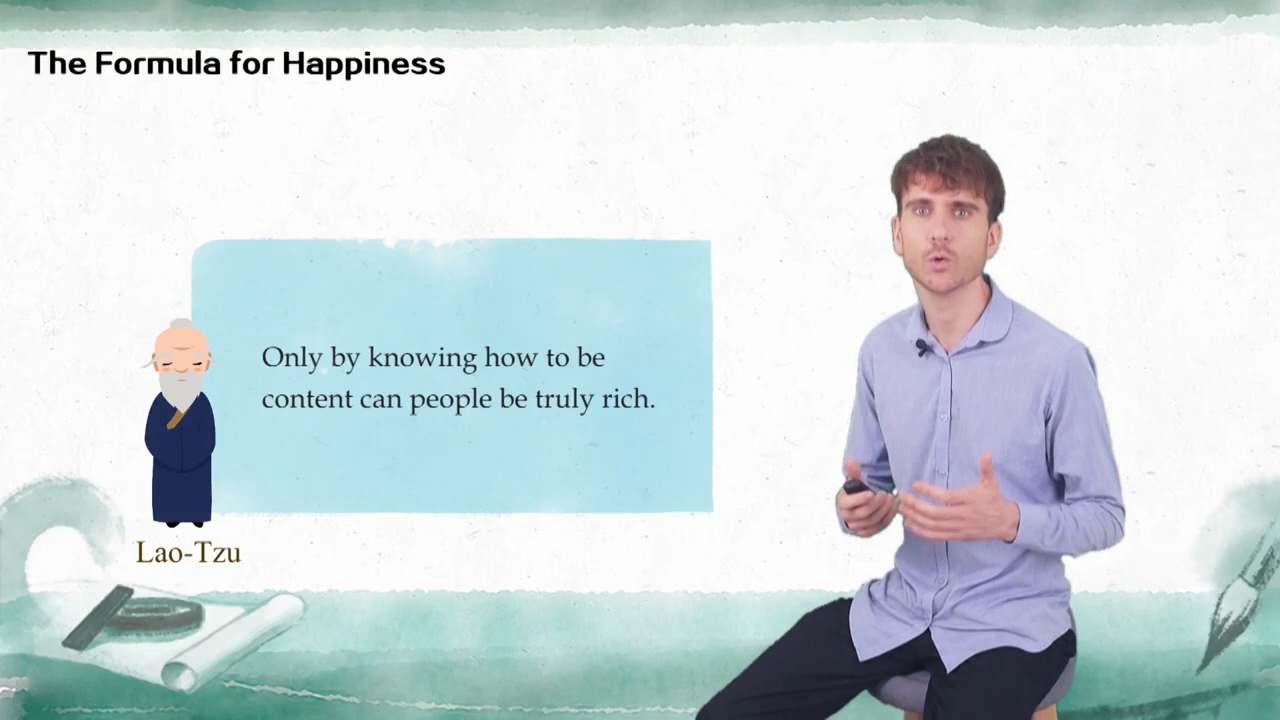 The Formula for Happiness
Only by knowing how to be
content can people be truly rich.
Lao-Tzu